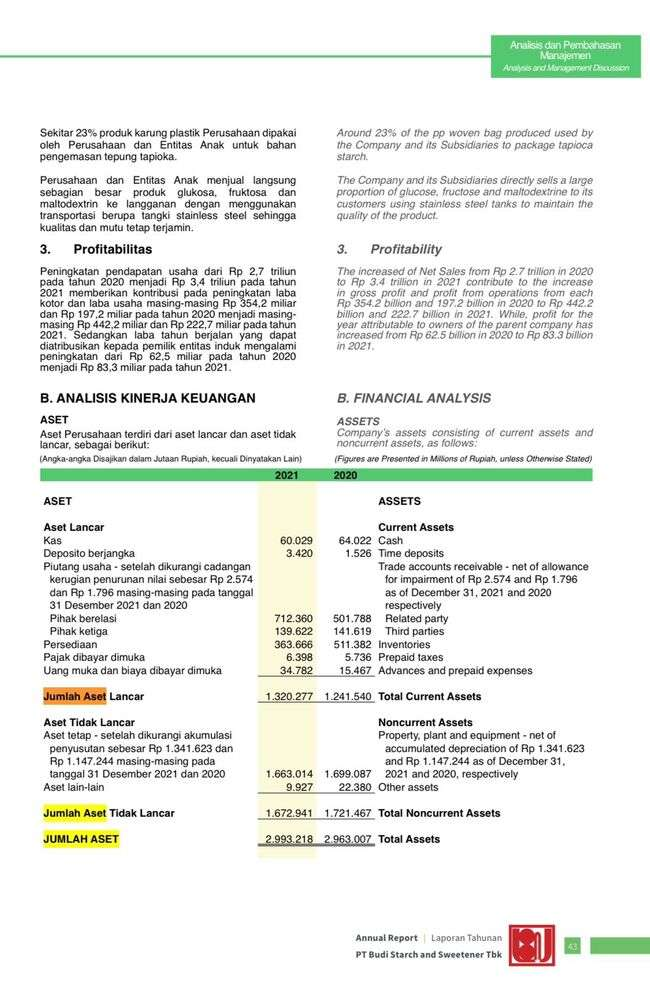 Analisis dan Pembahasan
Manajemen
Analysis and Management Discussion
Sekitar 23% produk karung plastik Perusahaan dipakai
oleh Perusahaan dan Entitas Anak untuk bahan
pengemasan tepung tapioka.
Perusahaan dan Entitas Anak menjual langsung
sebagian besar produk glukosa, fruktosa dan
maltodextrin ke langganan dengan menggunakan
transportasi berupa tangki stainless steel sehingga
kualitas dan mutu tetap terjamin.
3. Profitabilitas
Peningkatan pendapatan usaha dari Rp 2,7 triliun
pada tahun 2020 menjadi Rp 3,4 triliun pada tahun
2021 memberikan kontribusi pada peningkatan laba
kotor dan laba usaha masing-masing Rp 354,2 miliar
dan Rp 197,2 miliar pada tahun 2020 menjadi masing-
masing Rp 442,2 miliar dan Rp 222,7 miliar pada tahun
2021. Sedangkan laba tahun berjalan yang dapat
diatribusikan kepada pemilik entitas induk mengalami
peningkatan dari Rp 62,5 miliar pada tahun 2020
menjadi Rp 83,3 miliar pada tahun 2021.
Around 23% of the pp woven bag produced used by
the Company and its Subsidiaries to package tapioca
starch.
The Company and its Subsidiaries directly sells a large
proportion of glucose, fructose and maltodextrine to its
customers using stainless steel tanks to maintain the
quality of the product.
3. Profitability
The increased of Net Sales from Rp 2.7 trillion in 2020
to Rp 3.4 trillion in 2021 contribute to the increase
in gross profit and profit from operations from each
Rp 354.2 billion and 197.2 billion in 2020 to Rp 442.2
billion and 222.7 billion in 2021. While, profit for the
year attributable to owners of the parent company has
increased from Rp 62.5 billion in 2020 to Rp 83.3 billion
in 2021.
B. ANALISIS KINERJA KEUANGAN
ASET
Aset Perusahaan terdiri dari aset lancar dan aset tidak
lancar, sebagai berikut:
(Angka-angka Disajikan dalam Jutaan Rupiah, kecuali Dinyatakan Lain)
B. FINANCIAL ANALYSIS
ASSETS
Company's assets consisting of current assets and
noncurrent assets, as follows:
(Figures are Presented in Millions of Rupiah, unless Otherwise Stated)
2021 2020
ASET ASSETS
Aset Lancar Current Assets
Kas 60.029 64.022 Cash
Deposito berjangka 3.420 1.526 Time deposits
Piutang usaha - setelah dikurangi cadangan Trade accounts receivable - net of allowance
kerugian penurunan nilai sebesar Rp 2.574 for impairment of Rp 2.574 and Rp 1.796
dan Rp 1.796 masing-masing pada tanggal as of December 31, 2021 and 2020
31 Desember 2021 dan 2020 respectively
Pihak berelasi 712.360 501.788 Related party
Pihak ketiga 139.622 141.619 Third parties
Persediaan 363.666 511.382 Inventories
Pajak dibayar dimuka 6.398 5.736 Prepaid taxes
Uang muka dan biaya dibayar dimuka 34.782 15.467 Advances and prepaid expenses
Jumlah Aset Lancar 1.320.277 1.241.540 Total Current Assets
Aset Tidak Lancar Noncurrent Assets
Aset tetap - setelah dikurangi akumulasi Property, plant and equipment - net of
penyusutan sebesar Rp 1.341.623 dan accumulated depreciation of Rp 1.341.623
Rp 1.147.244 masing-masing pada and Rp 1.147.244 as of December 31,
tanggal 31 Desember 2021 dan 2020 1.663.014 1.699.087 2021 and 2020, respectively
Aset lain-lain 9.927 22.380 Other assets
Jumlah Aset Tidak Lancar 1.672.941 1.721.467 Total Noncurrent Assets
JUMLAH ASET 2.993.218 2.963.007 Total Assets
Annual Report | Laporan Tahunan
PT Budi Starch and Sweetener Tbk
43